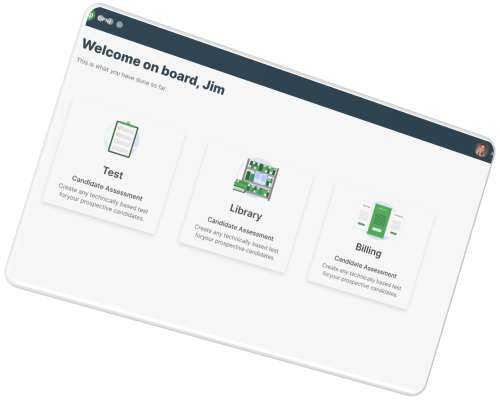 Welcome on board, Jim
This is what you have done so far.
Test
Candidate Assessment
Create any technically based test
foryour prospective candidates.
Library
Candidate Assessment
Create any technically based test
foryour prospective candidates.
Billing
Candidate Assessment
Create any technically based test
foryour prospective candidates.